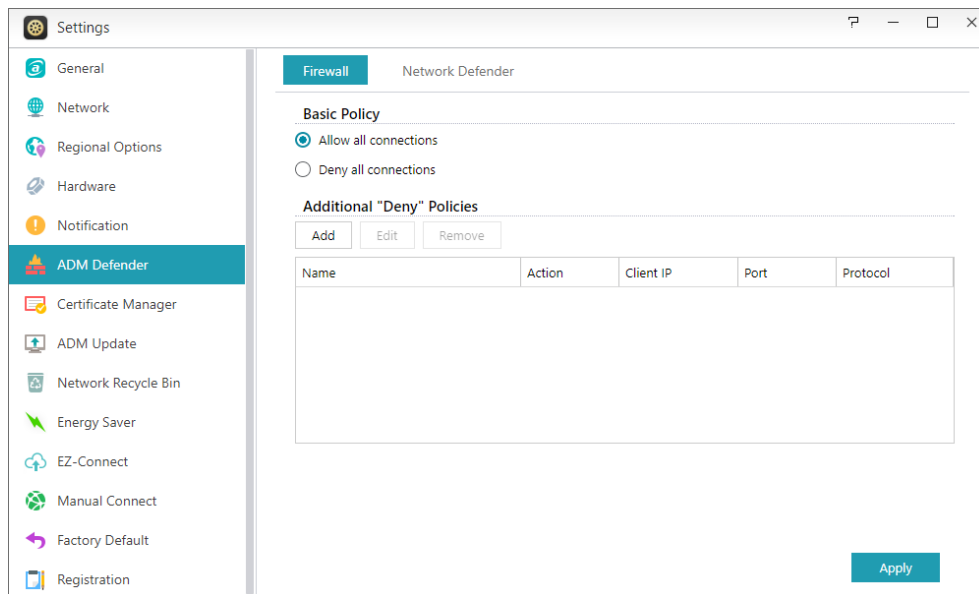 Settings
General
Network
Regional Options
Hardware
Notification
ADM Defender
Certificate Manager
ADM Update
Network Recycle Bin
Energy Saver
EZ-Connect
Manual Connect
Factory Default
Registration
Firewall Network Defender
Basic Policy
Allow all connections
Deny all connections
Additional "Deny" Policies
Add Edit Remove
Name Action Client IP Port Protocol
Apply